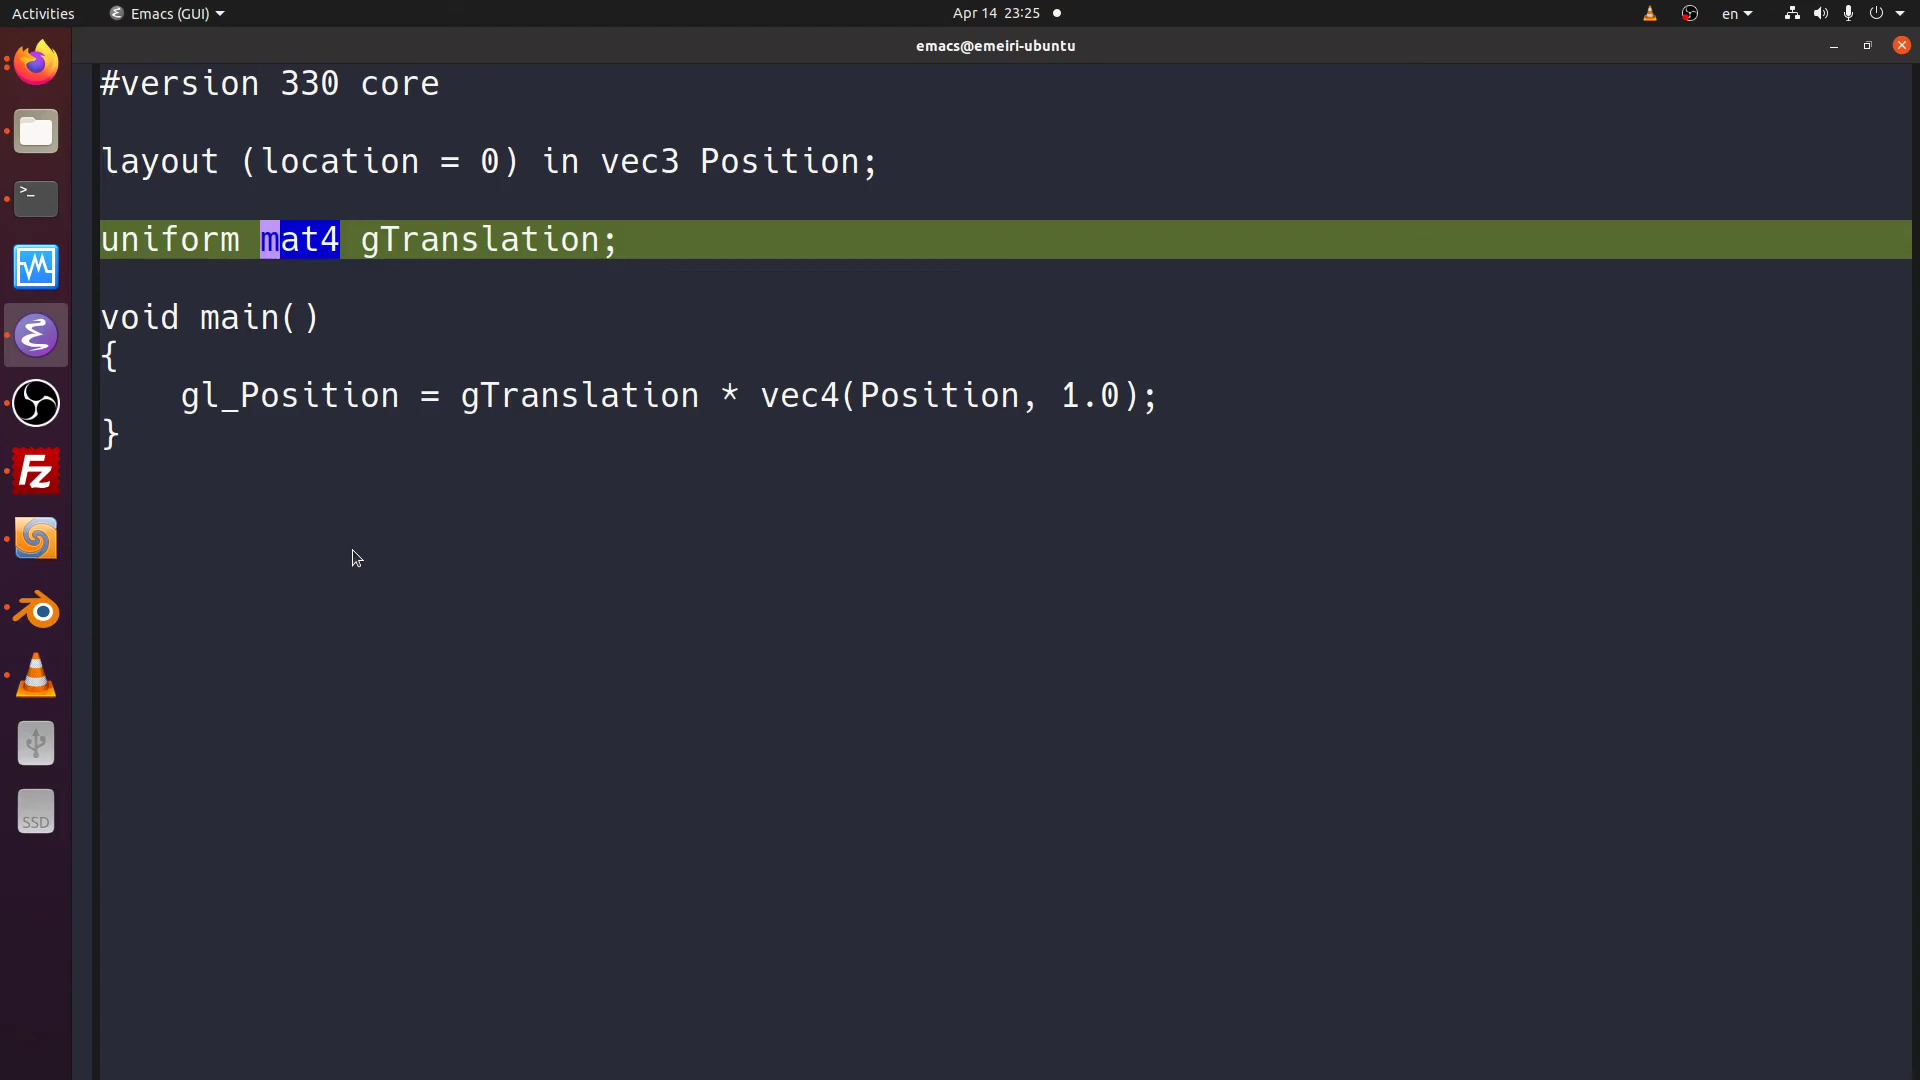 Activities
Emacs (GUI)
Apr 14 23:25
en
emacs@emeiri-ubuntu
#version 330 core
layout (location = 0) in vec3 Position;
uniform mat4 gTranslation;
void main()
{
    gl_Position = gTranslation * vec4(Position, 1.0);
}
>_
Fz
SSD